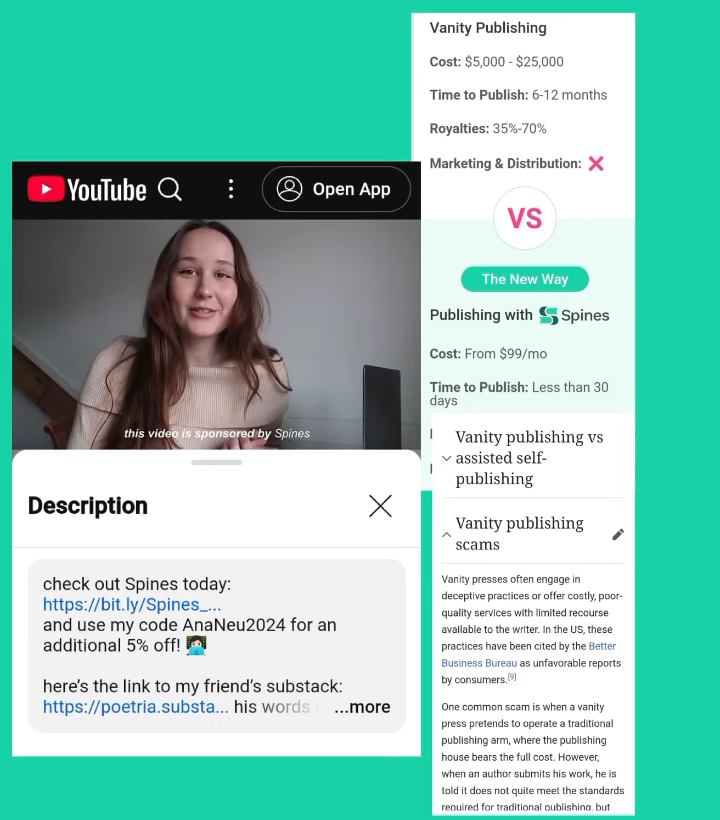 Vanity Publishing
Cost: $5,000 - $25,000
Time to Publish: 6-12 months
Royalties: 35%-70%
Marketing & Distribution: ❌
VS
The New Way
Publishing with Spines
Cost: From $99/mo
Time to Publish: Less than 30
days
YouTube
Open App
this video is sponsored by Spines
Description
check out Spines today:
https://bit.ly/Spines_...
and use my code AnaNeu2024 for an
additional 5% off! 👩🏻‍💻
here's the link to my friend's substack:
https://poetria.substa... his words ...more
Vanity publishing vs
assisted self-
publishing
Vanity publishing
scams
Vanity presses often engage in
deceptive practices or offer costly, poor-
quality services with limited recourse
available to the writer. In the US, these
practices have been cited by the Better
Business Bureau as unfavorable reports
by consumers.[9]
One common scam is when a vanity
press pretends to operate a traditional
publishing arm, where the publishing
house bears the full cost. However,
when an author submits his work, he is
told it does not quite meet the standards
required for traditional publishing, but